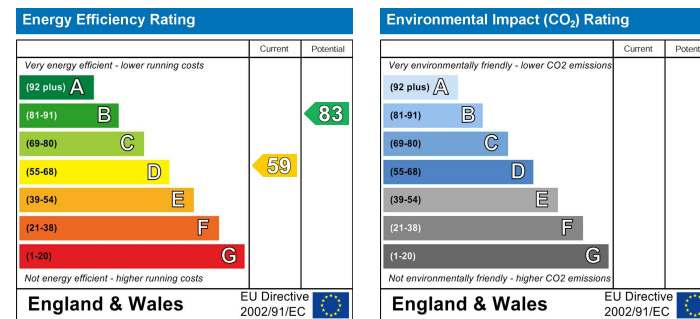 Energy Efficiency Rating
Current Potential
Very energy efficient - lower running costs
(92 plus) A
(81-91) B
83
(69-80) C
(55-68) D
59
(39-54) E
(21-38) F
(1-20) G
Not energy efficient - higher running costs
England & Wales
EU Directive
2002/91/EC
Environmental Impact (CO₂) Rating
Current Potent
Very environmentally friendly - lower CO2 emissions
(92 plus) A
(81-91) B
(69-80) C
(55-68) D
(39-54) E
(21-38) F
(1-20) G
Not environmentally friendly - higher CO2 emissions
England & Wales
EU Directive
2002/91/EC